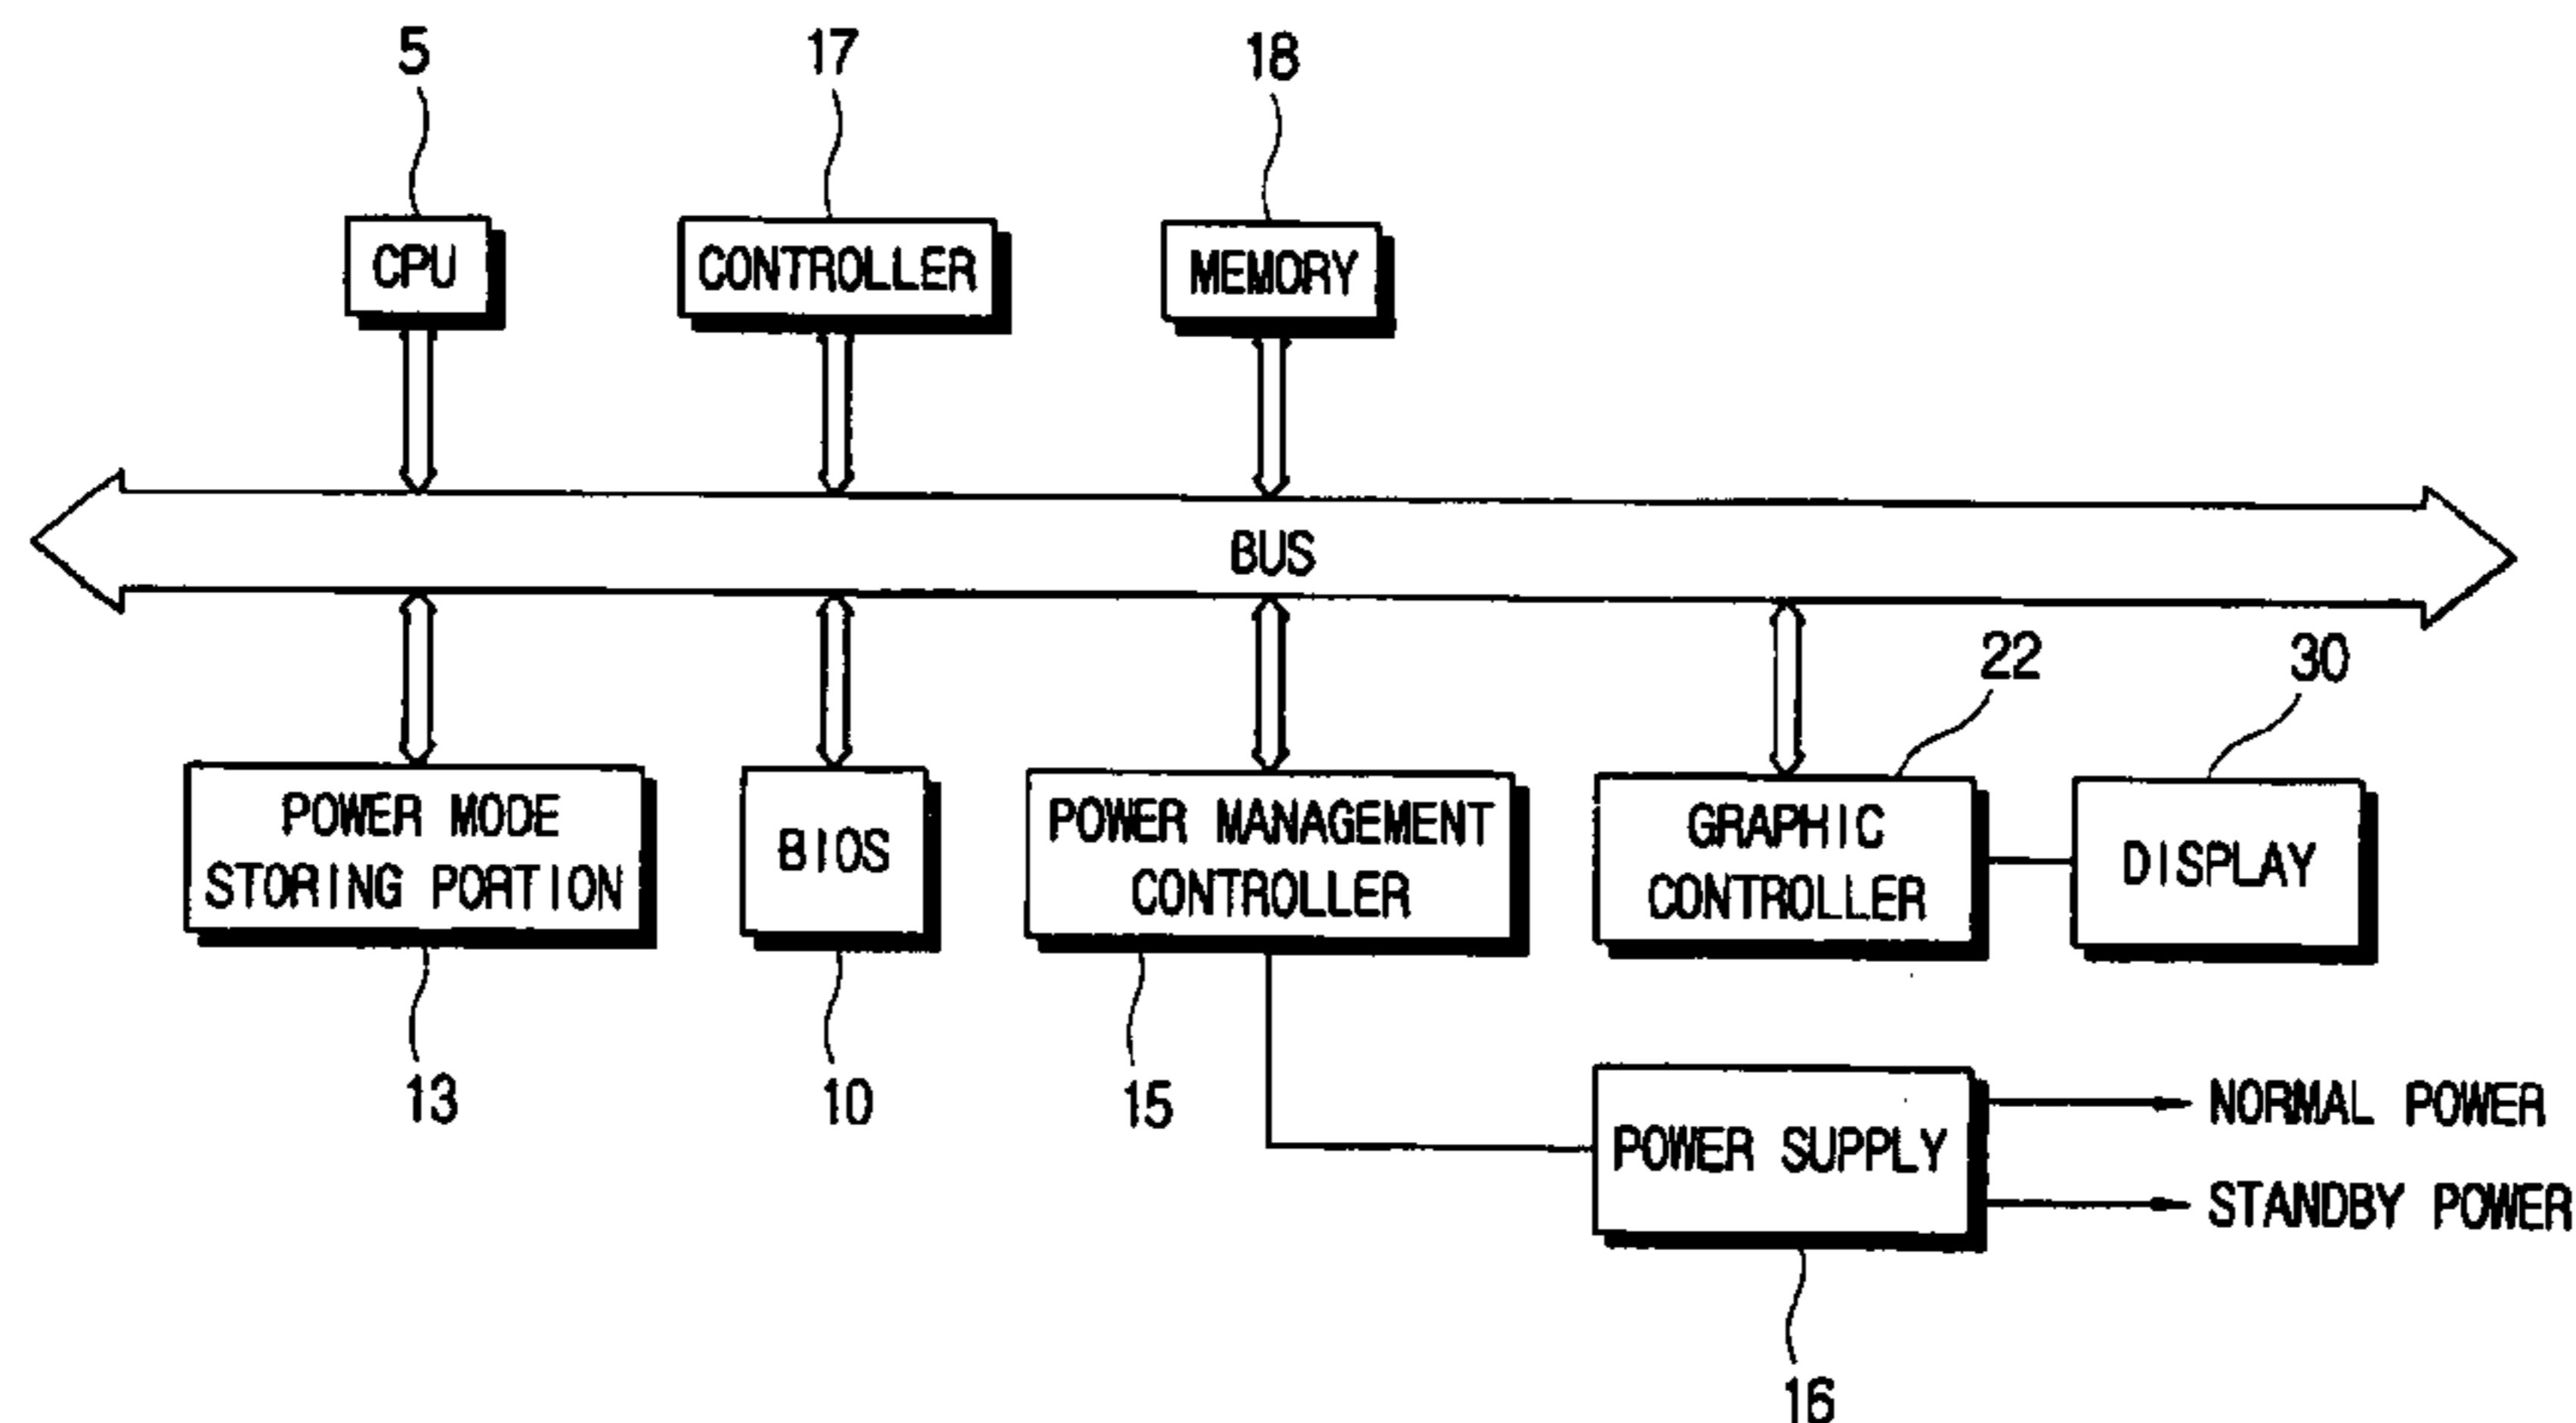 5
17
18
CPU
CONTROLLER
MEMORY
BUS
22
30
POWER MODE
STORING PORTION
BIOS
POWER MANAGEMENT
CONTROLLER
GRAPHIC
CONTROLLER
DISPLAY
13
10
15
POWER SUPPLY
NORMAL POWER
STANDBY POWER
16